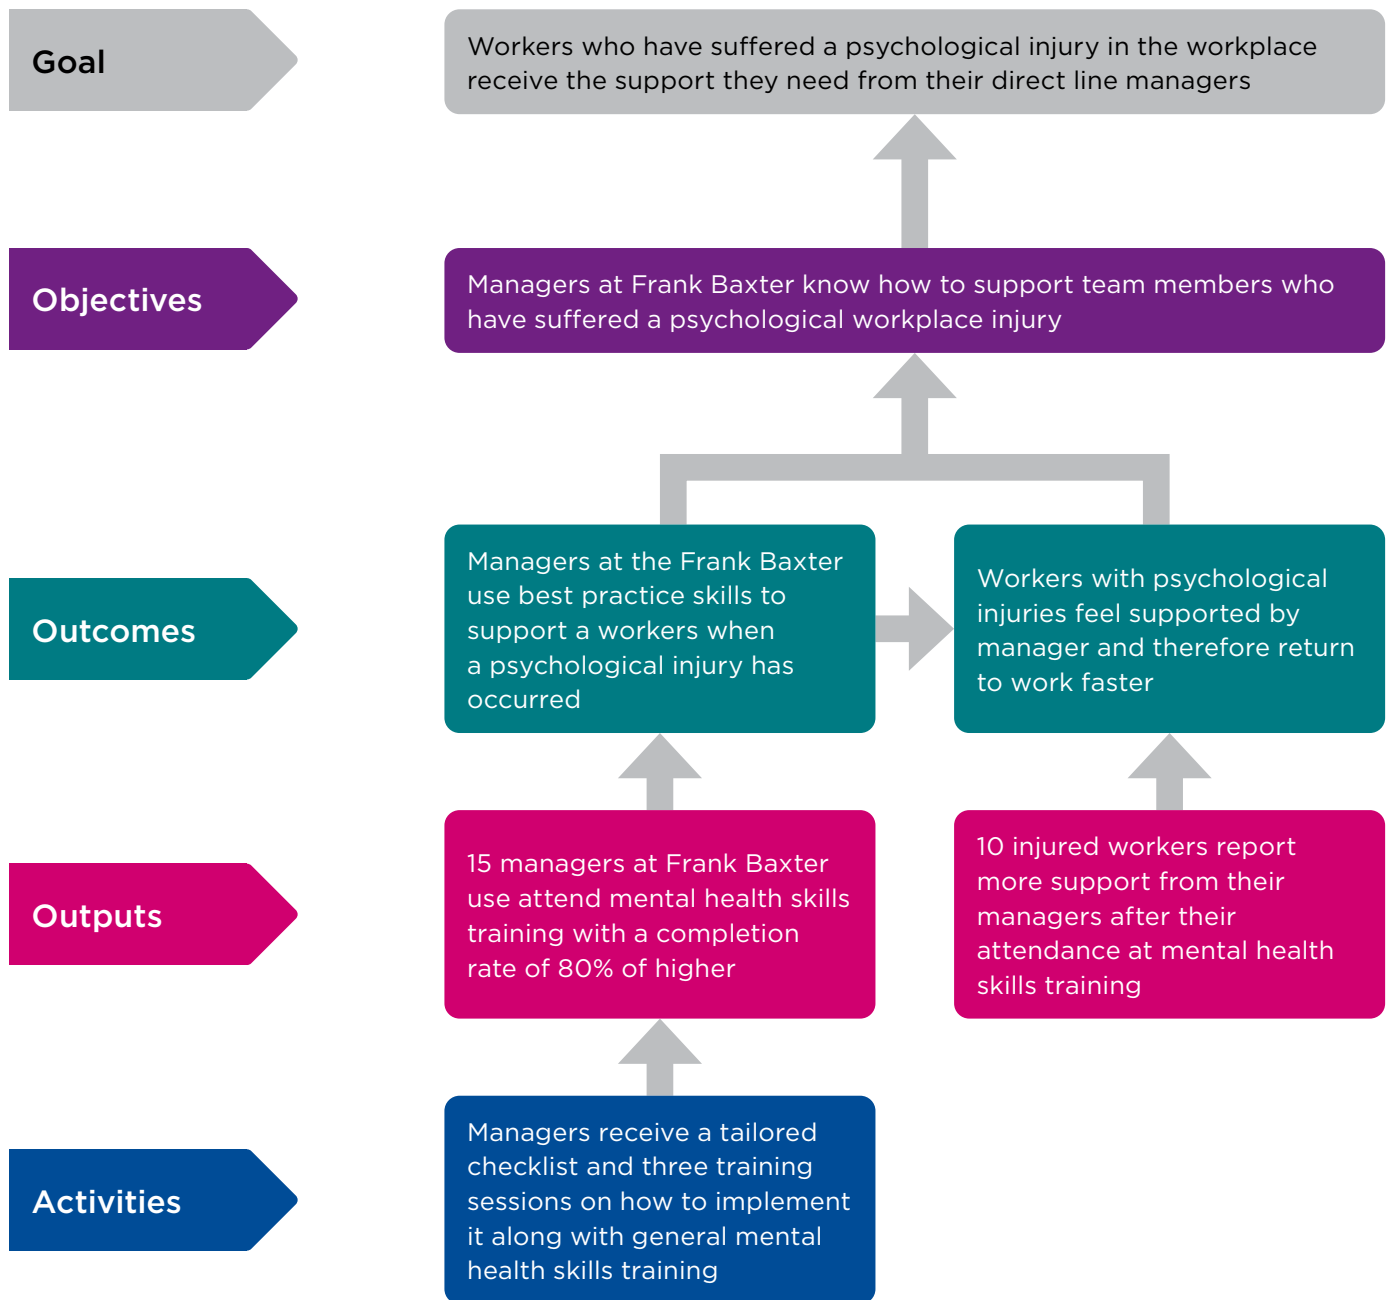 Goal
Workers who have suffered a psychological injury in the workplace
receive the support they need from their direct line managers
Objectives
Managers at Frank Baxter know how to support team members who
have suffered a psychological workplace injury
Outcomes
Managers at the Frank Baxter
use best practice skills to
support a workers when
a psychological injury has
occurred
Workers with psychological
injuries feel supported by
manager and therefore return
to work faster
Outputs
15 managers at Frank Baxter
use attend mental health skills
training with a completion
rate of 80% of higher
10 injured workers report
more support from their
managers after their
attendance at mental health
skills training
Activities
Managers receive a tailored
checklist and three training
sessions on how to implement
it along with general mental
health skills training